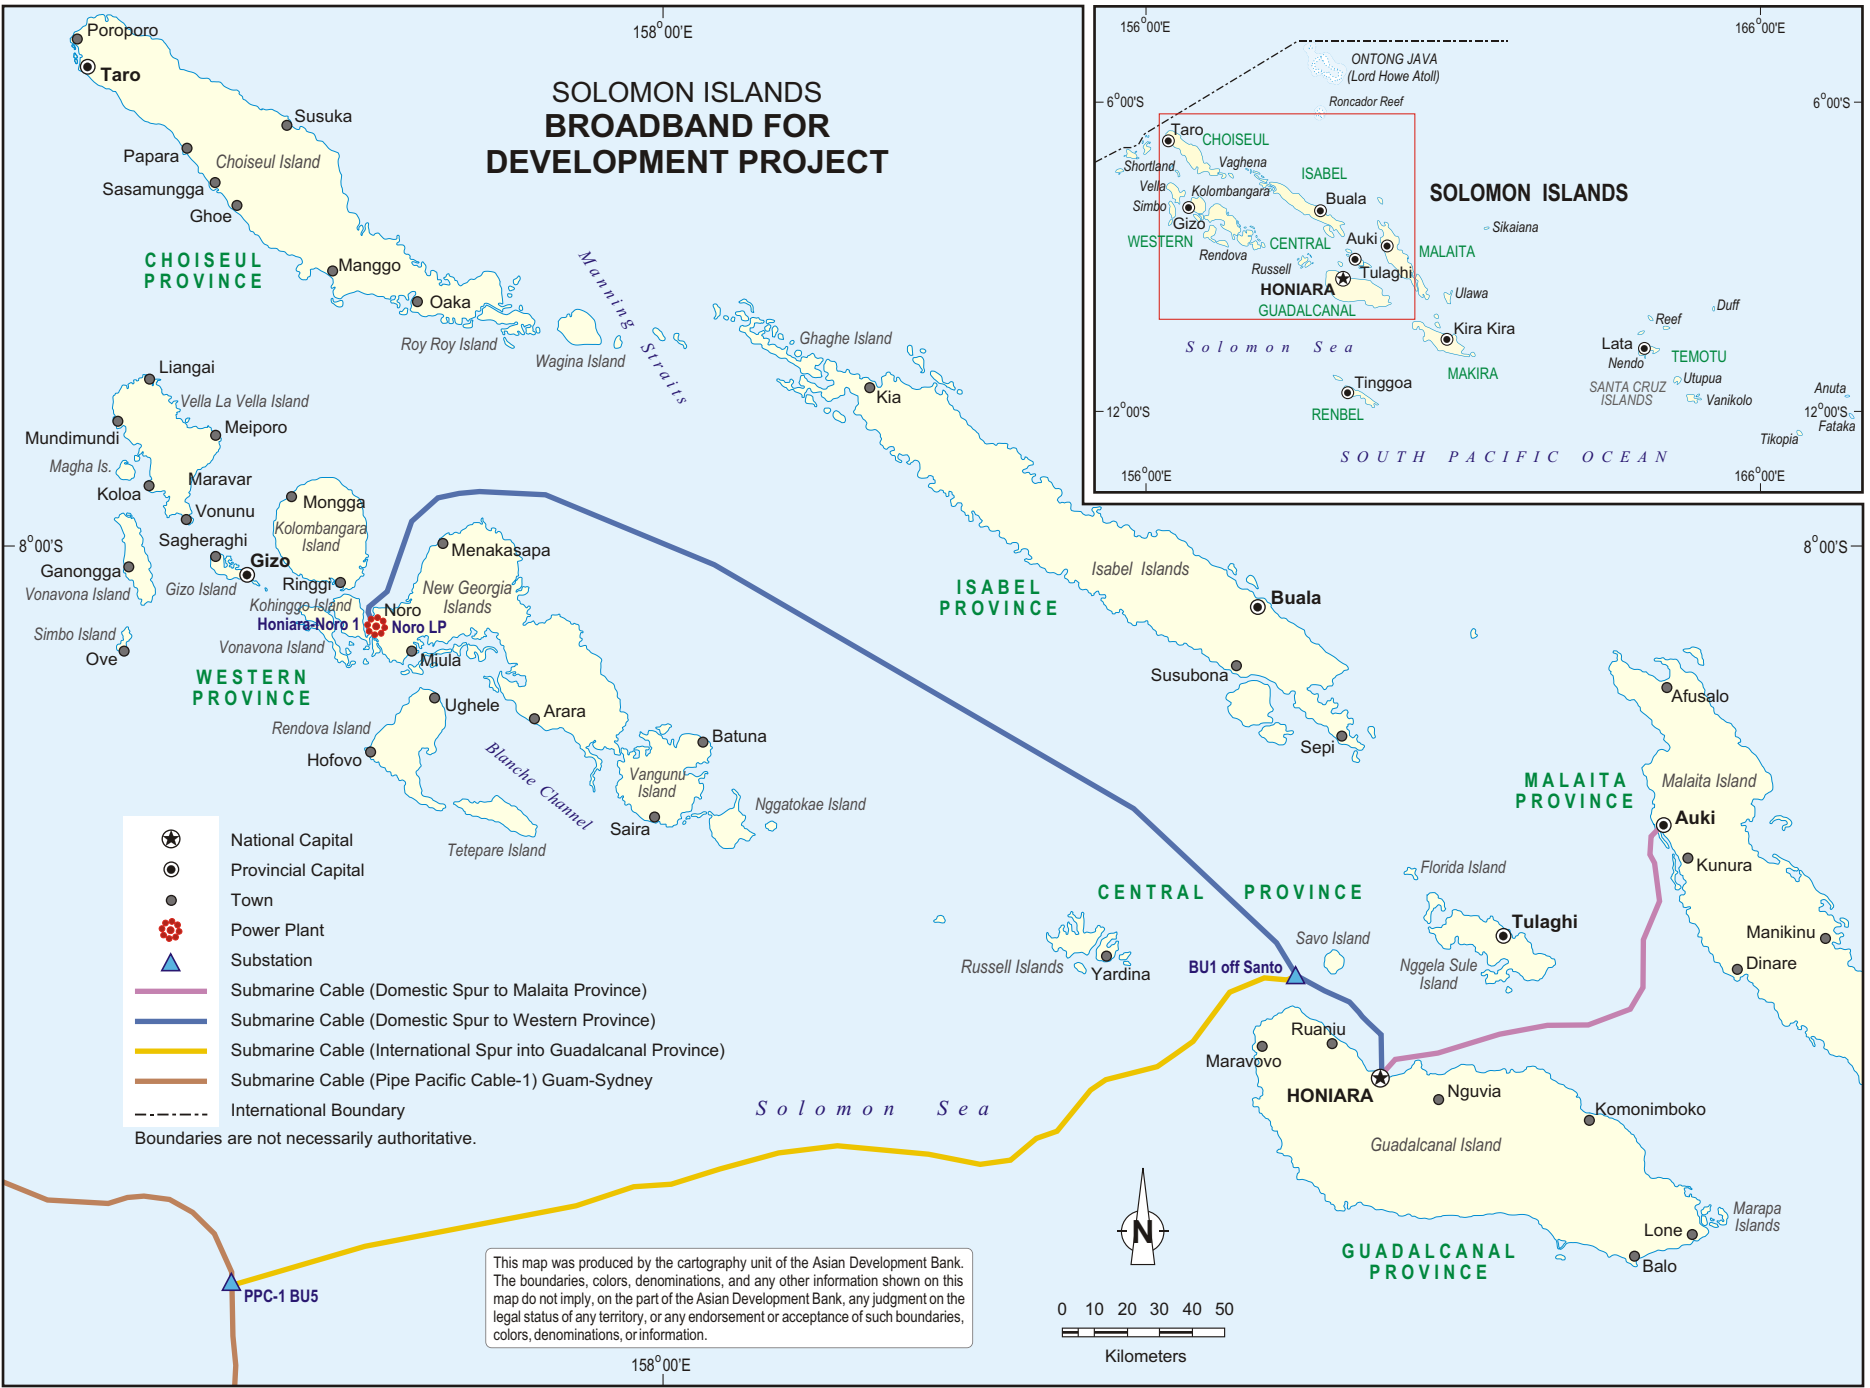 SOLOMON ISLANDS
BROADBAND FOR
DEVELOPMENT PROJECT
158°00'E
Poroporo
Taro
Susuka
Papara
Choiseul Island
Sasamungga
Ghoe
CHOISEUL
PROVINCE
Manggo
Oaka
Roy Roy Island
Wagina Island
Manning
Straits
Ghaghe Island
Kia
Liangai
Vella La Vella Island
Mundimundi
Meiporo
Magha Is.
Maravar
Koloa
Vonunu
Mongga
Kolombangara
Island
8°00'S
Sagheraghi
Gizo
Ganongga
Vonavona Island
Gizo Island
Ringgi
Kohinggo Island
Menakasapa
New Georgia
Islands
Noro
Honiara-Noro 1
Noro LP
Simbo Island
Ove
Vonavona Island
Miula
WESTERN
PROVINCE
Ughele
Arara
Rendova Island
Hofovo
Blanche Channel
Batuna
Vangunu
Island
Nggatokae Island
Saira
Tetepare Island
ISABEL
PROVINCE
Isabel Islands
8°00'S
Buala
Susubona
Sepi
Afusalo
MALAITA
PROVINCE
Malaita Island
Auki
Kunura
Florida Island
CENTRAL PROVINCE
Tulaghi
Manikinu
Dinare
Savo Island
Nggela Sule
Island
BU1 off Santo
Russell Islands
Yardina
Ruaniu
Maravovo
HONIARA
Nguvia
Komonimboko
Guadalcanal Island
Marapa
Islands
Lone
Balo
GUADALCANAL
PROVINCE
Solomon Sea
PPC-1 BU5
National Capital
Provincial Capital
Town
Power Plant
Substation
Submarine Cable (Domestic Spur to Malaita Province)
Submarine Cable (Domestic Spur to Western Province)
Submarine Cable (International Spur into Guadalcanal Province)
Submarine Cable (Pipe Pacific Cable-1) Guam-Sydney
International Boundary
Boundaries are not necessarily authoritative.
This map was produced by the cartography unit of the Asian Development Bank.
The boundaries, colors, denominations, and any other information shown on this
map do not imply, on the part of the Asian Development Bank, any judgment on the
legal status of any territory, or any endorsement or acceptance of such boundaries,
colors, denominations, or information.
158°00'E
N
0 10 20 30 40 50
Kilometers
156°00'E
166°00'E
ONTONG JAVA
(Lord Howe Atoll)
6°00'S
Roncador Reef
6°00'S
Taro
CHOISEUL
Shortland
Vaghena
ISABEL
Vella
Kolombangara
SOLOMON ISLANDS
Simbo
Buala
Gizo
Sikaiana
WESTERN
CENTRAL
Auki
MALAITA
Rendova
Russell
Tulaghi
HONIARA
Ulawa
GUADALCANAL
Duff
Reef
Kira Kira
Solomon Sea
Lata
Nendo
TEMOTU
MAKIRA
Utupua
Tinggoa
SANTA CRUZ
ISLANDS
Vanikolo
Anuta
12°00'S
RENBEL
12°00'S
Fataka
Tikopia
SOUTH PACIFIC OCEAN
156°00'E
166°00'E